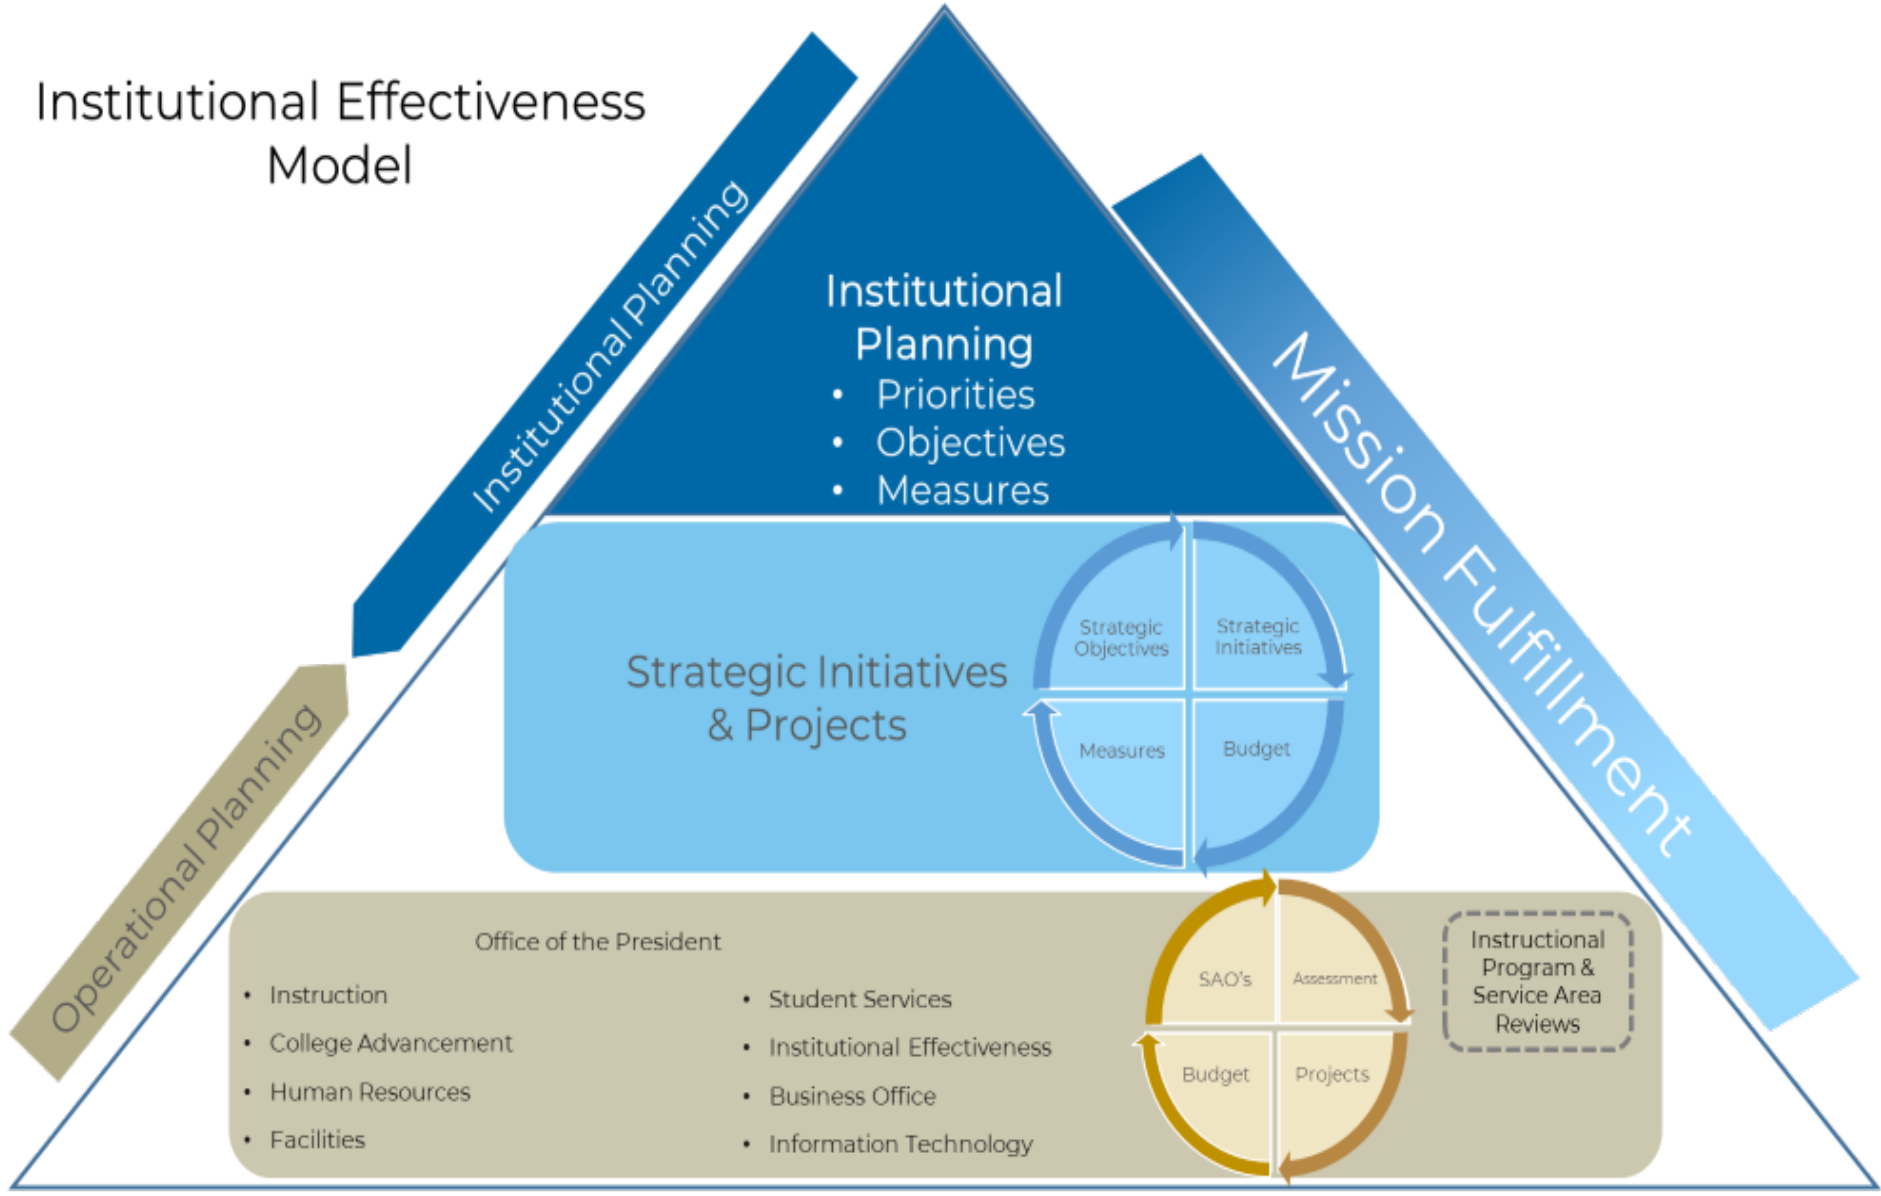 Institutional Effectiveness
Model
Institutional Planning
Operational Planning
Mission Fulfillment
Institutional
Planning
• Priorities
• Objectives
• Measures
Strategic Initiatives
& Projects
Strategic
Objectives
Strategic
Initiatives
Measures
Budget
Office of the President
• Instruction
• College Advancement
• Human Resources
• Facilities
• Student Services
• Institutional Effectiveness
• Business Office
• Information Technology
SAO's
Assessment
Budget
Projects
Instructional
Program &
Service Area
Reviews